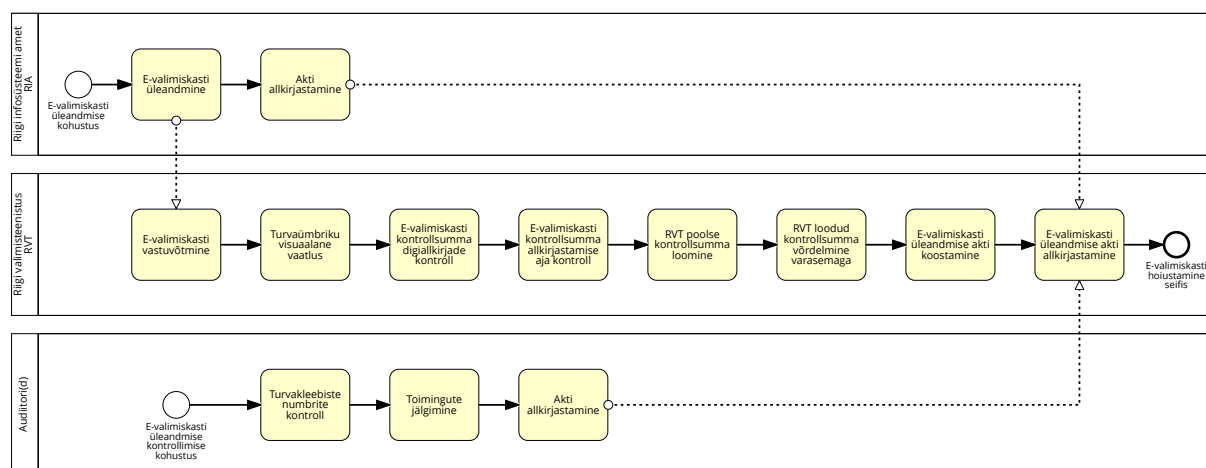 Riigi infosüsteemi amet
RIA
E-valimiskasti
üleandmise
kohustus
E-valimiskasti
üleandmine
Akti
allkirjastamine
Riigi valimisteenistus
RVT
E-valimiskasti
vastuvõtmine
Turvaümbriku
visuaalane
vaatlus
E-valimiskasti
kontrollsumma
digiallkirjade
kontroll
E-valimiskasti
kontrollsumma
allkirjastamise
aja kontroll
RVT poolse
kontrollsumma
loomine
RVT loodud
kontrollsumma
võrdelmine
varasemaga
E-valimiskasti
üleandmise akti
koostamine
E-valimiskasti
üleandmise akti
allkirjastamine
E-valimiskasti
hoiustamine
seifis
Audiitori(d)
E-valimiskasti
üleandmise
kontrollimise
kohustus
Turvakleebiste
numbrite
kontroll
Toimingute
jälgimine
Akti
allkirjastamine